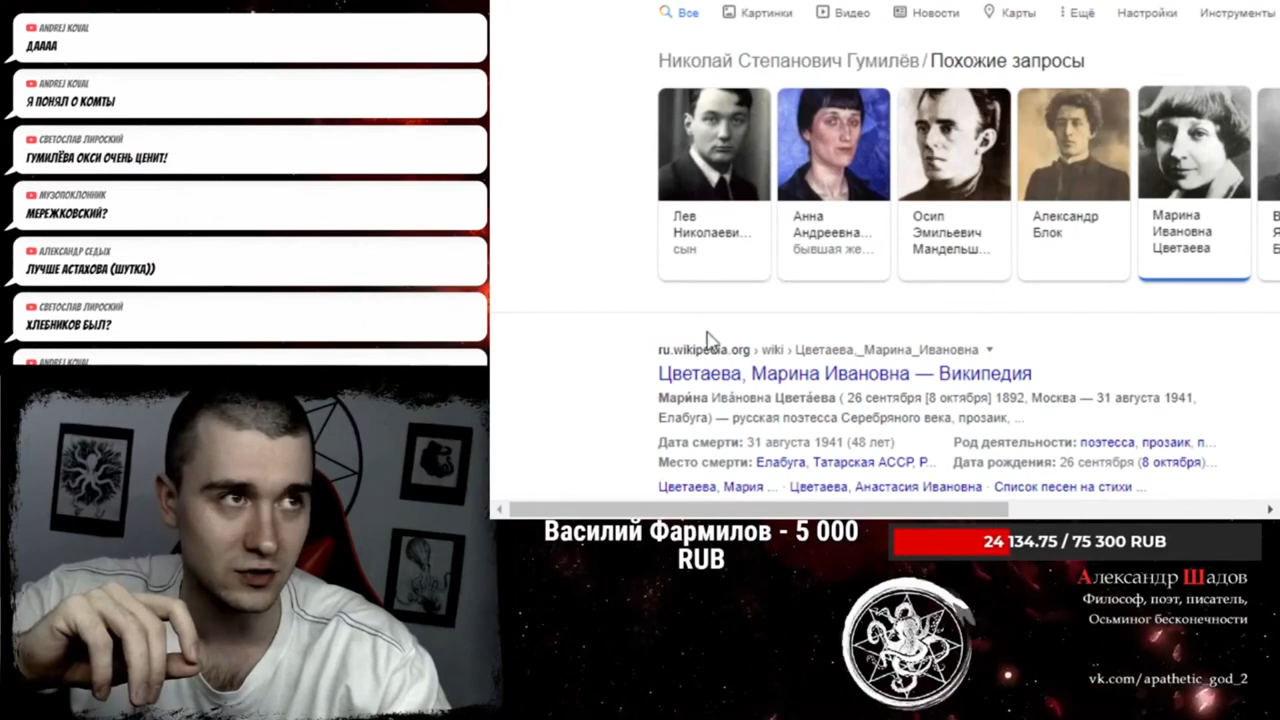 ANDREJ KOVAL
ДАААА
ANDREJ KOVAL
Я ПОНЯЛ О КОМТЫ
СВЕТОСЛАВ ЛИРОСКИЙ
ГУМИЛЁВА ОКСИ ОЧЕНЬ ЦЕНИТ!
МУЗОПОКЛОННИК
МЕРЕЖКОВСКИЙ?
АЛЕКСАНДР СЕДЫХ
ЛУЧШЕ АСТАХОВА (ШУТКА))
СВЕТОСЛАВ ЛИРОСКИЙ
ХЛЕБНИКОВ БЫЛ?
ANDREJ KOVAL
Все Картинки Видео Новости Карты Ещё Настройки Инструменты
Николай Степанович Гумилёв / Похожие запросы
Лев
Николаеви...
сын
Анна
Андреевна...
бывшая же...
Осип
Эмильевич
Мандельш...
Александр
Блок
Марина
Ивановна
Цветаева
ru.wikipedia.org › wiki › Цветаева,_Марина_Ивановна
Цветаева, Марина Ивановна — Википедия
Мари́на Ива́новна Цвета́ева ( 26 сентября [8 октября] 1892, Москва — 31 августа 1941,
Елабуга) — русская поэтесса Серебряного века, прозаик, ...
Дата смерти: 31 августа 1941 (48 лет) Род деятельности: поэтесса, прозаик, п...
Место смерти: Елабуга, Татарская АССР, Р... Дата рождения: 26 сентября (8 октября)...
Цветаева, Мария ... · Цветаева, Анастасия Ивановна · Список песен на стихи ...
Василий Фармилов - 5 000
RUB
24 134.75 / 75 300 RUB
Александр Шадов
Философ, поэт, писатель,
Осьминог бесконечности
vk.com/apathetic_god_2